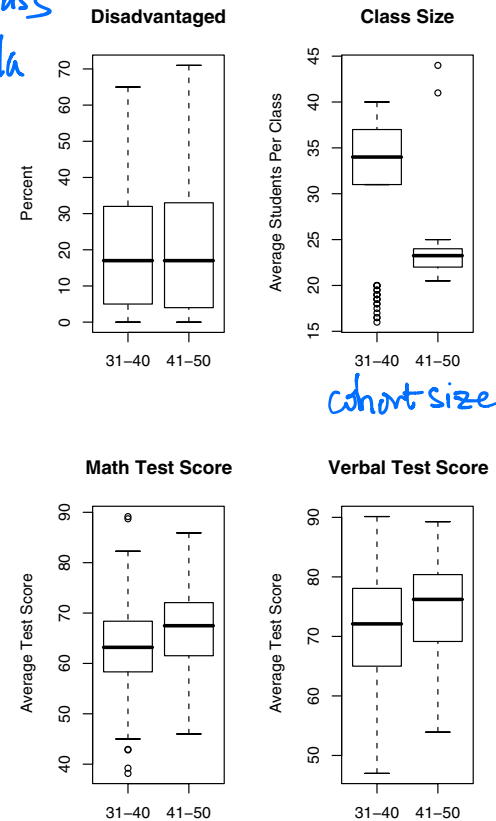 Disadvantaged
Percent
0 10 20 30 40 50 60 70
31−40 41−50
Class Size
Average Students Per Class
15 20 25 30 35 40 45
31−40 41−50
cohort size
Math Test Score
Average Test Score
40 50 60 70 80 90
31−40 41−50
Verbal Test Score
Average Test Score
50 60 70 80 90
31−40 41−50